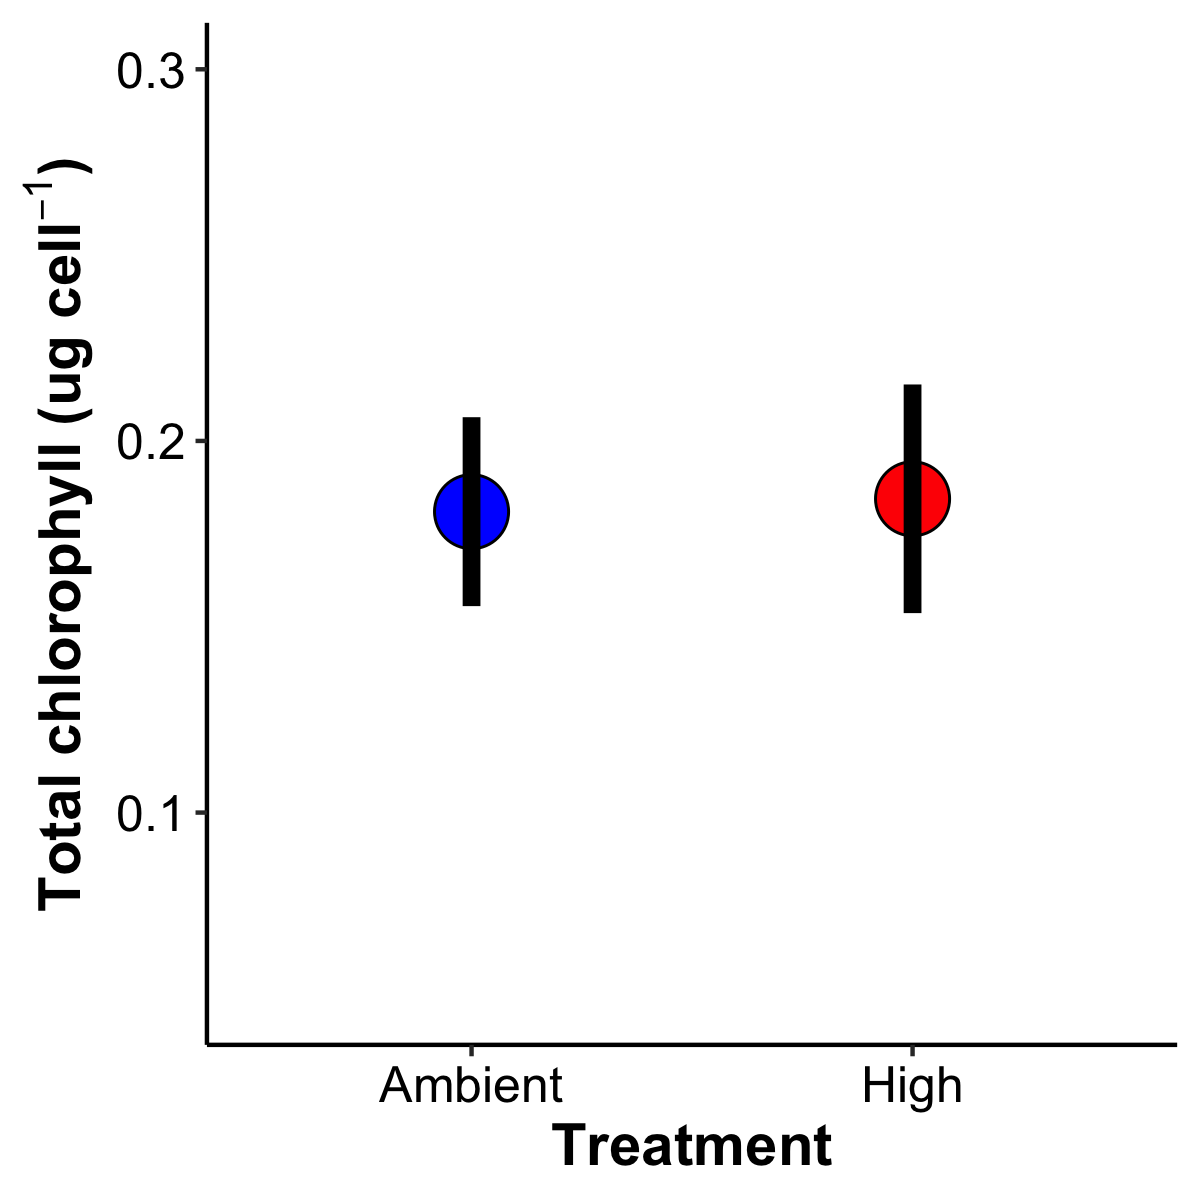 Total chlorophyll (ug cell⁻¹)
0.3
0.2
0.1
Ambient
High
Treatment